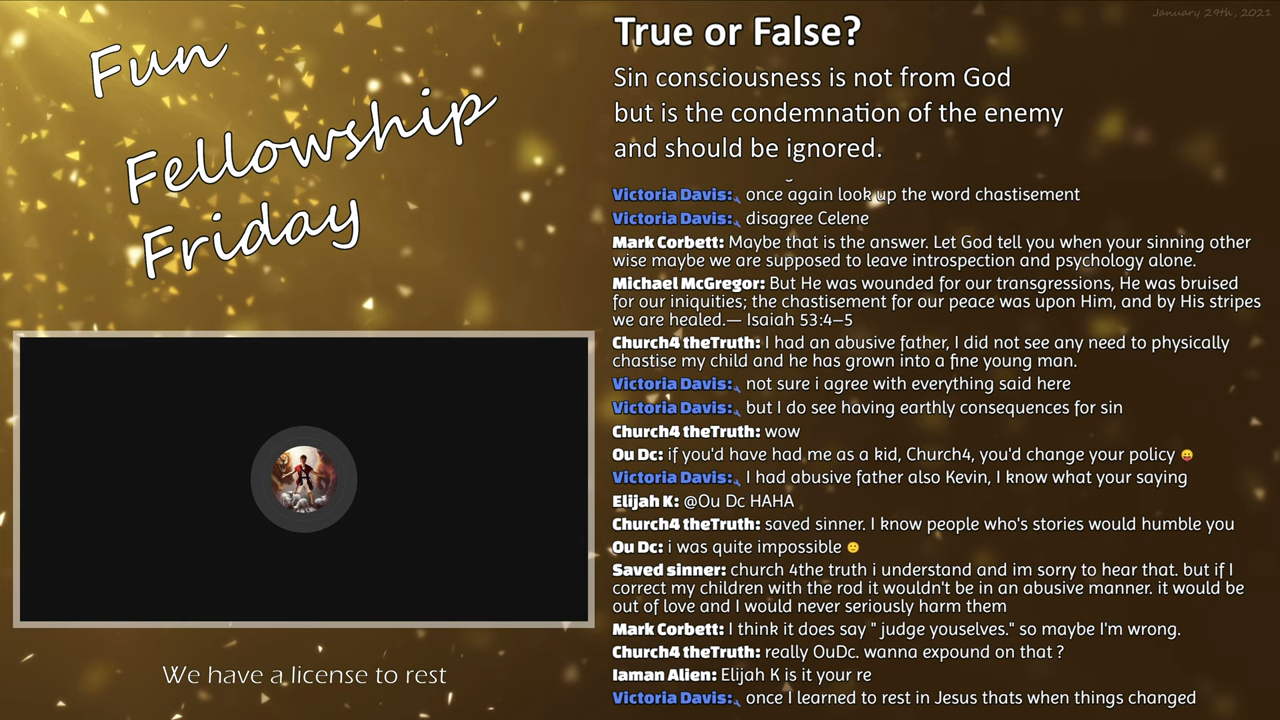 Fun
Fellowship
Friday
We have a license to rest
January 29th, 2021
True or False?
Sin consciousness is not from God
but is the condemnation of the enemy
and should be ignored.
Victoria Davis: once again look up the word chastisement
Victoria Davis: disagree Celene
Mark Corbett: Maybe that is the answer. Let God tell you when your sinning other
wise maybe we are supposed to leave introspection and psychology alone.
Michael McGregor: But He was wounded for our transgressions, He was bruised
for our iniquities; the chastisement for our peace was upon Him, and by His stripes
we are healed.— Isaiah 53:4–5
Church4 theTruth: I had an abusive father, I did not see any need to physically
chastise my child and he has grown into a fine young man.
Victoria Davis: not sure i agree with everything said here
Victoria Davis: but I do see having earthly consequences for sin
Church4 theTruth: wow
Ou Dc: if you'd have had me as a kid, Church4, you'd change your policy 😛
Victoria Davis: I had abusive father also Kevin, I know what your saying
Elijah K: @Ou Dc HAHA
Church4 theTruth: saved sinner. I know people who's stories would humble you
Ou Dc: i was quite impossible 🙂
Saved sinner: church 4the truth i understand and im sorry to hear that. but if I
correct my children with the rod it wouldn't be in an abusive manner. it would be
out of love and I would never seriously harm them
Mark Corbett: I think it does say " judge youselves." so maybe I'm wrong.
Church4 theTruth: really OuDc. wanna expound on that ?
Iaman Alien: Elijah K is it your re
Victoria Davis: once I learned to rest in Jesus thats when things changed